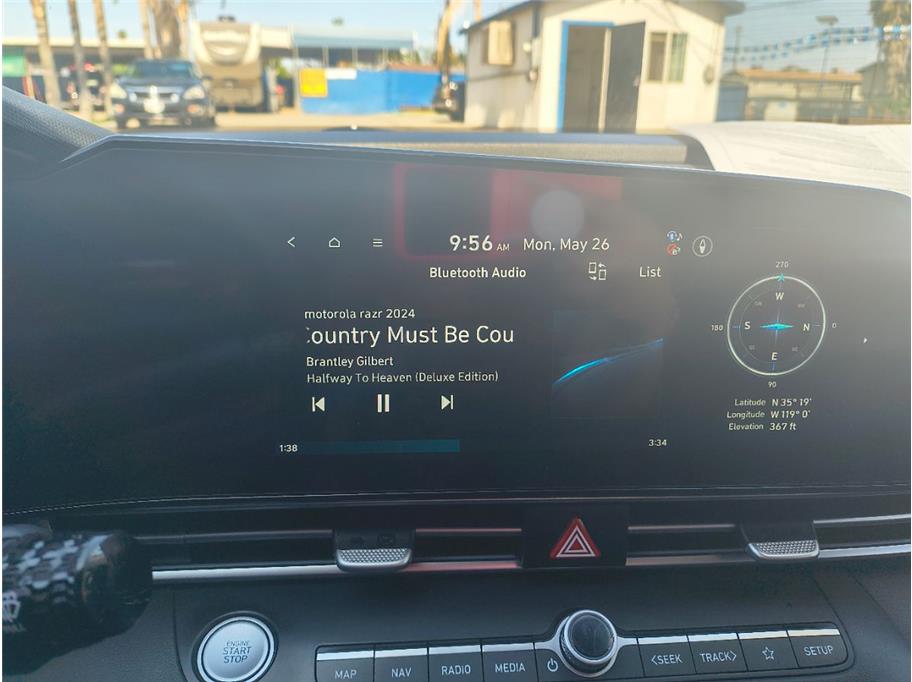 9:56 AM Mon, May 26
Bluetooth Audio List
motorola razr 2024
ountry Must Be Cou
Brantley Gilbert
Halfway To Heaven (Deluxe Edition)
1:38 3:34
270
W
180 S N 0
E
90
Latitude N 35° 19'
Longitude W 119° 0'
Elevation 367 ft
ENGINE
START
STOP
MAP NAV RADIO MEDIA <SEEK TRACK> SETUP